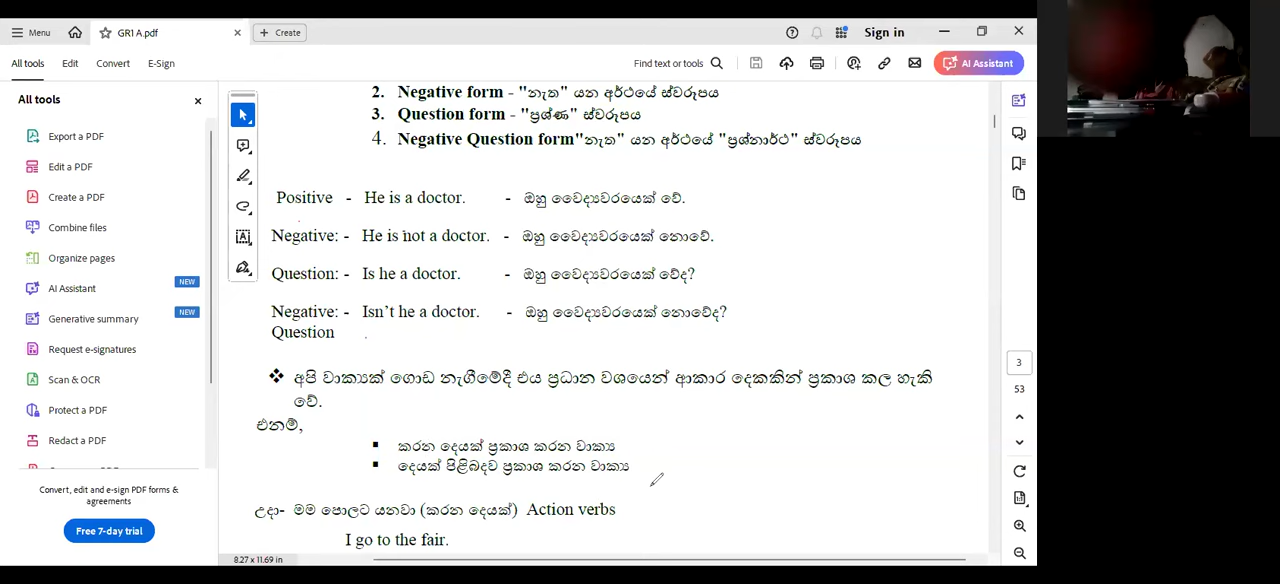 Menu
GR1 A.pdf
Create
Sign in
All tools
Edit
Convert
E-Sign
Find text or tools
AI Assistant
All tools
Export a PDF
Edit a PDF
Create a PDF
Combine files
Organize pages
AI Assistant NEW
Generative summary NEW
Request e-signatures
Scan & OCR
Protect a PDF
Redact a PDF
Convert, edit and e-sign PDF forms &
agreements
Free 7-day trial
2. Negative form - "නැත" යන අර්ථයේ ස්වරූපය
3. Question form - "ප්‍රශ්ණ" ස්වරූපය
4. Negative Question form"නැත" යන අර්ථයේ "ප්‍රශ්නාර්ථ" ස්වරූපය
Positive - He is a doctor. - ඔහු වෛද්‍යවරයෙක් වේ.
Negative: - He is not a doctor. - ඔහු වෛද්‍යවරයෙක් නොවේ.
Question: - Is he a doctor. - ඔහු වෛද්‍යවරයෙක් වේද?
Negative: - Isn't he a doctor. - ඔහු වෛද්‍යවරයෙක් නොවේද?
Question
❖ අපි වාක්‍යක් ගොඩ නැගීමේදී එය ප්‍රධාන වශයෙන් ආකාර දෙකකින් ප්‍රකාශ කල හැකි
වේ.
එනම්,
▪ කරන දෙයක් ප්‍රකාශ කරන වාක්‍ය
▪ දෙයක් පිළිබදව ප්‍රකාශ කරන වාක්‍ය
උදා- මම පොලට යනවා (කරන දෙයක්) Action verbs
I go to the fair.
8.27 x 11.69 in
3
53